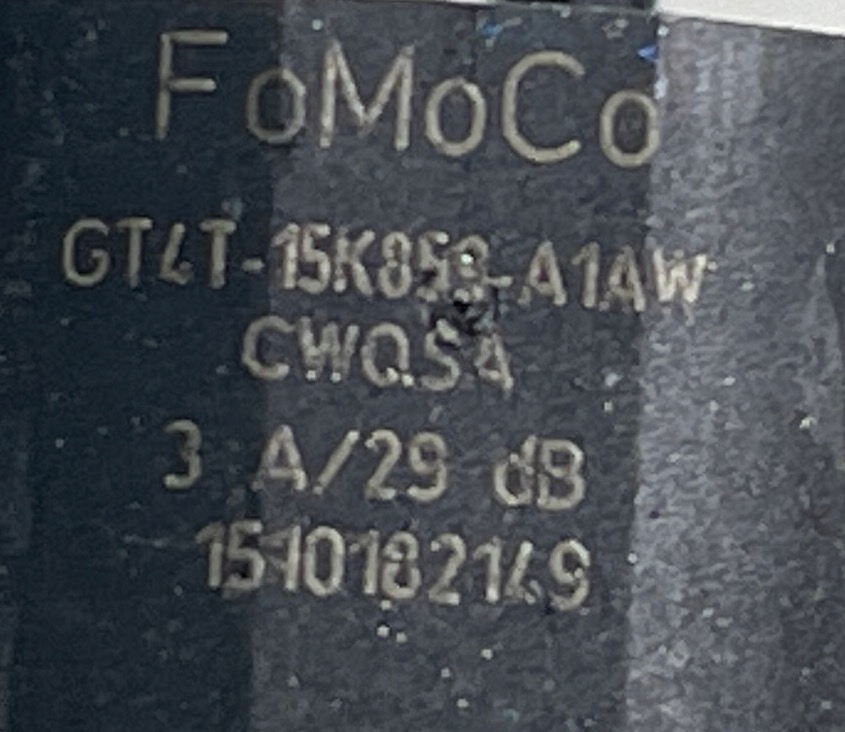 FoMoCo
GT4T-15K859-A1AW
CWQSA
3 A/29 dB
1510182149